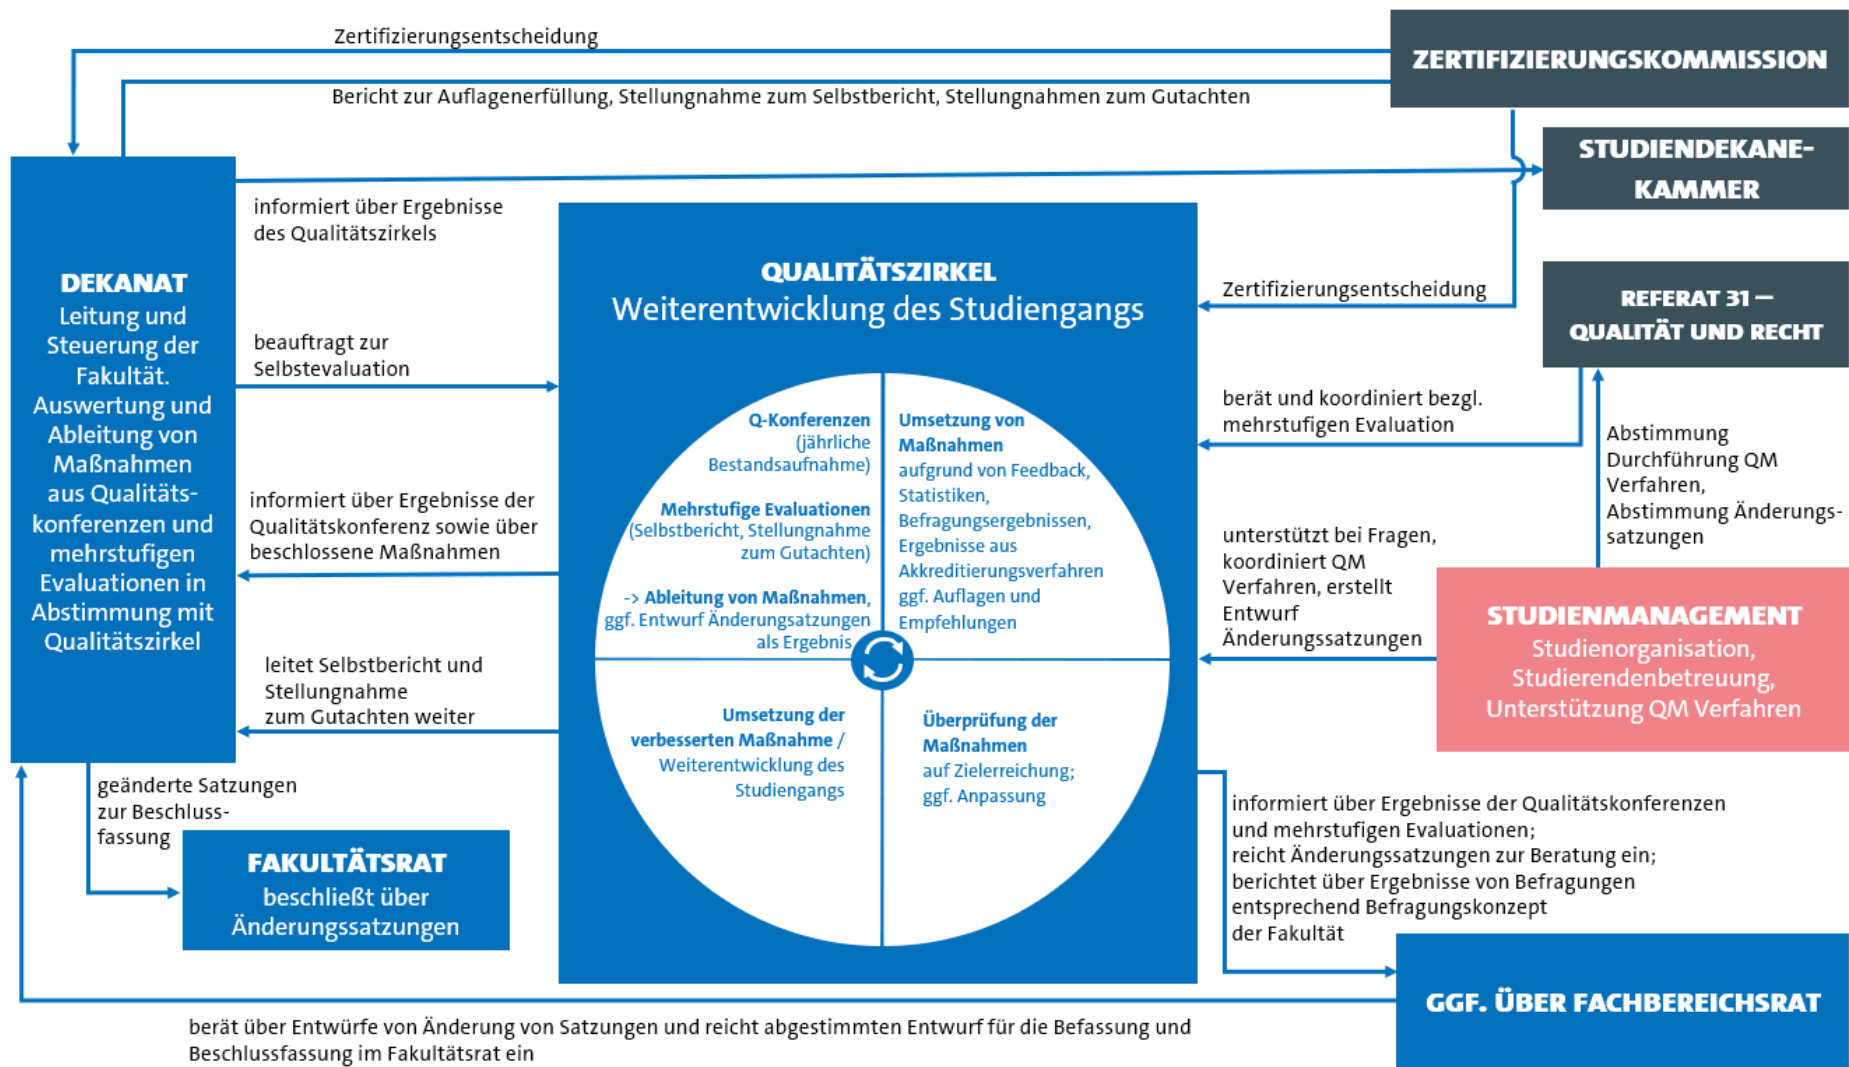 Zertifizierungsentscheidung
ZERTIFIZIERUNGSKOMMISSION
Bericht zur Auflagenerfüllung, Stellungnahme zum Selbstbericht, Stellungnahmen zum Gutachten
STUDIENDEKANE-
KAMMER
informiert über Ergebnisse
des Qualitätszirkels
DEKANAT
Leitung und
Steuerung der
Fakultät.
Auswertung und
Ableitung von
Maßnahmen
aus Qualitäts-
konferenzen und
mehrstufigen
Evaluationen in
Abstimmung mit
Qualitätszirkel
beauftragt zur
Selbstevaluation
informiert über Ergebnisse der
Qualitätskonferenz sowie über
beschlossene Maßnahmen
leitet Selbstbericht und
Stellungnahme
zum Gutachten weiter
geänderte Satzungen
zur Beschluss-
fassung
FAKULTÄTSRAT
beschließt über
Änderungssatzungen
QUALITÄTSZIRKEL
Weiterentwicklung des Studiengangs
Q-Konferenzen
(jährliche
Bestandsaufnahme)
Mehrstufige Evaluationen
(Selbstbericht, Stellungnahme
zum Gutachten)
-> Ableitung von Maßnahmen,
ggf. Entwurf Änderungsatzungen
als Ergebnis
Umsetzung von
Maßnahmen
aufgrund von Feedback,
Statistiken,
Befragungsergebnissen,
Ergebnisse aus
Akkreditierungsverfahren
ggf. Auflagen und
Empfehlungen
Umsetzung der
verbesserten Maßnahme /
Weiterentwicklung des
Studiengangs
Überprüfung der
Maßnahmen
auf Zielerreichung;
ggf. Anpassung
Zertifizierungsentscheidung
REFERAT 31 –
QUALITÄT UND RECHT
berät und koordiniert bezgl.
mehrstufigen Evaluation
Abstimmung
Durchführung QM
Verfahren,
Abstimmung Änderungs-
satzungen
unterstützt bei Fragen,
koordiniert QM
Verfahren, erstellt
Entwurf
Änderungssatzungen
STUDIENMANAGEMENT
Studienorganisation,
Studierendenbetreuung,
Unterstützung QM Verfahren
informiert über Ergebnisse der Qualitätskonferenzen
und mehrstufigen Evaluationen;
reicht Änderungssatzungen zur Beratung ein;
berichtet über Ergebnisse von Befragungen
entsprechend Befragungskonzept
der Fakultät
GGF. ÜBER FACHBEREICHSRAT
berät über Entwürfe von Änderung von Satzungen und reicht abgestimmten Entwurf für die Befassung und
Beschlussfassung im Fakultätsrat ein